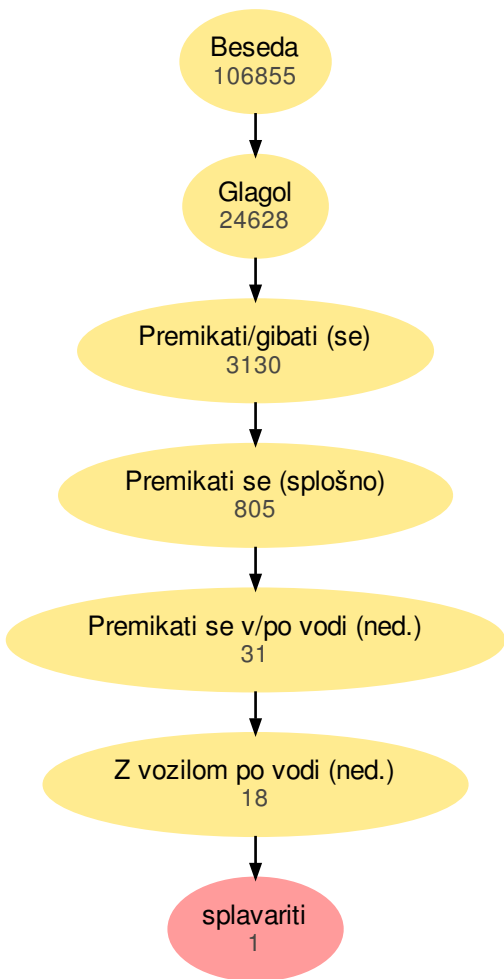 Beseda
106855
Glagol
24628
Premikati/gibati (se)
3130
Premikati se (splošno)
805
Premikati se v/po vodi (ned.)
31
Z vozilom po vodi (ned.)
18
splavariti
1